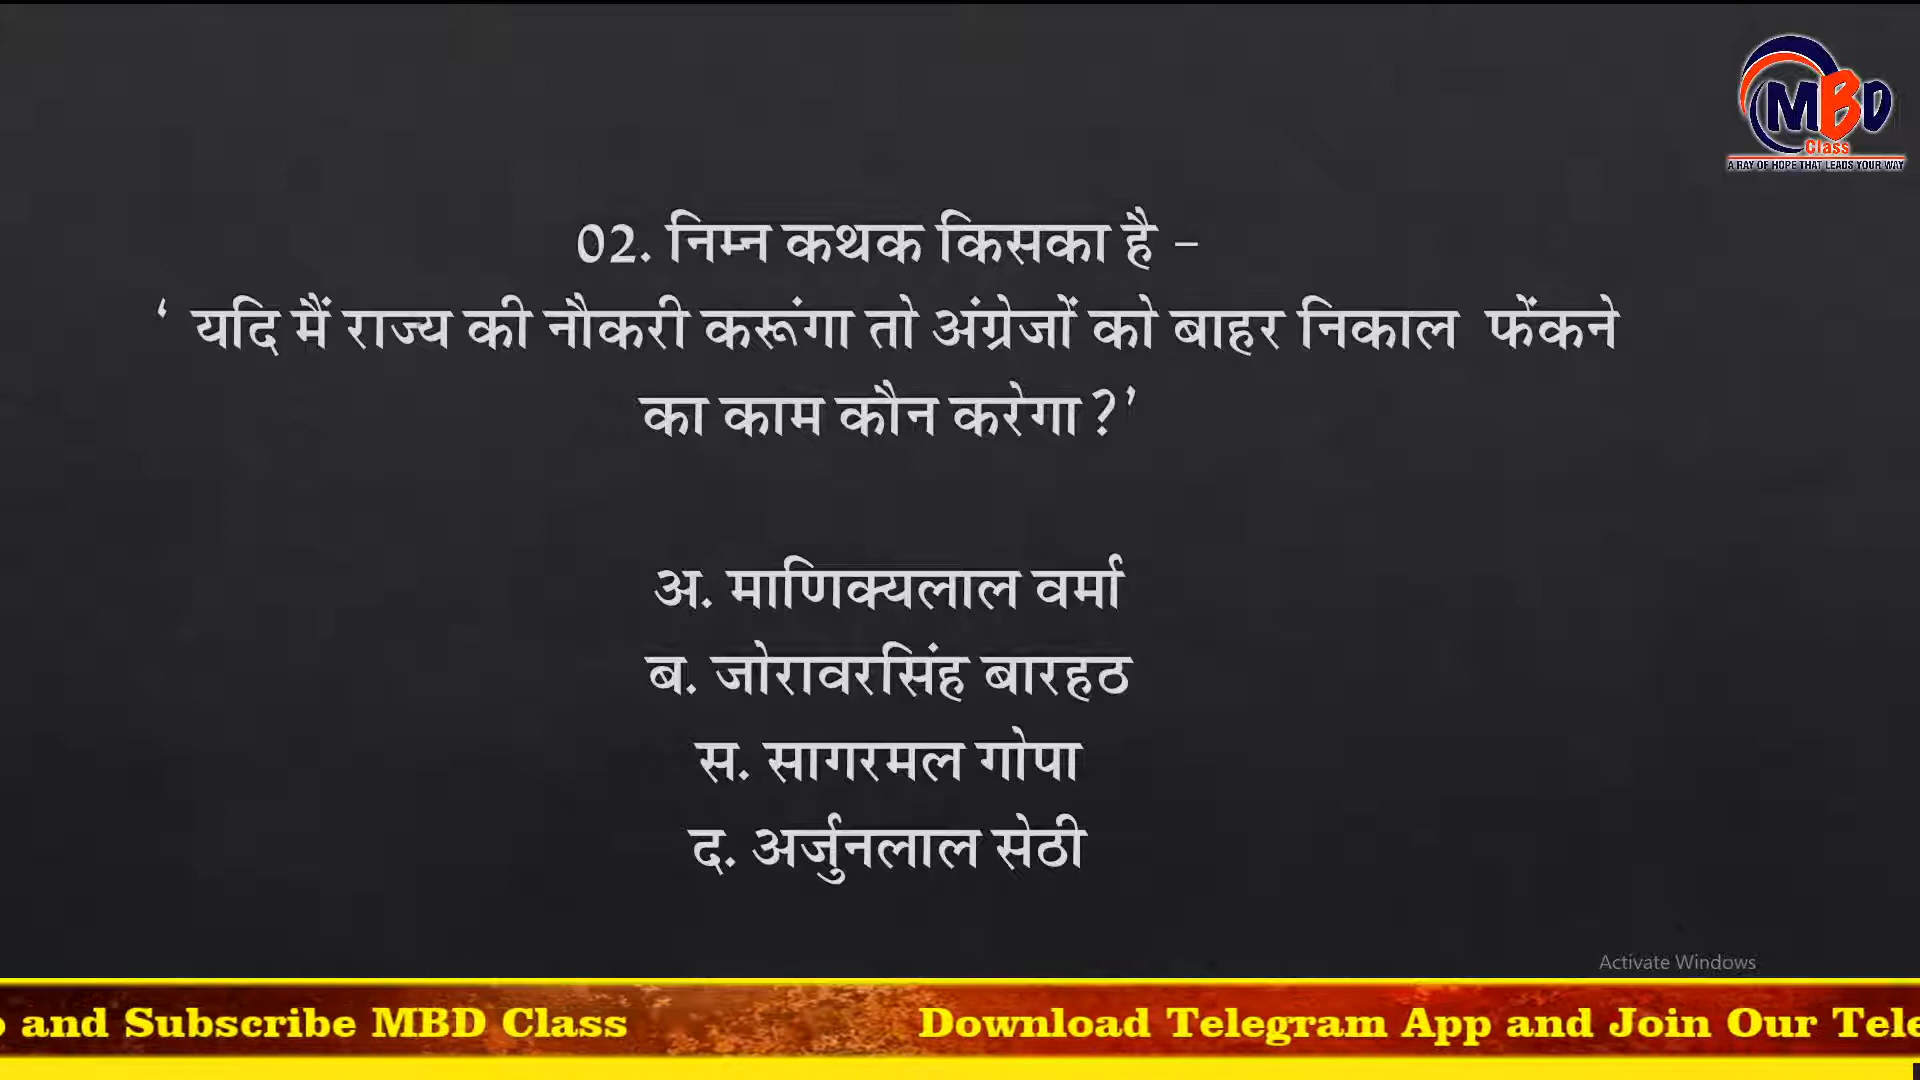 MBD
Class
A RAY OF HOPE THAT LEADS YOUR WAY
02. निम्न कथक किसका है –
‘ यदि मैं राज्य की नौकरी करूंगा तो अंग्रेजों को बाहर निकाल फेंकने
का काम कौन करेगा?’
अ. माणिक्यलाल वर्मा
ब. जोरावरसिंह बारहठ
स. सागरमल गोपा
द. अर्जुनलाल सेठी
Activate Windows
and Subscribe MBD Class Download Telegram App and Join Our Tele